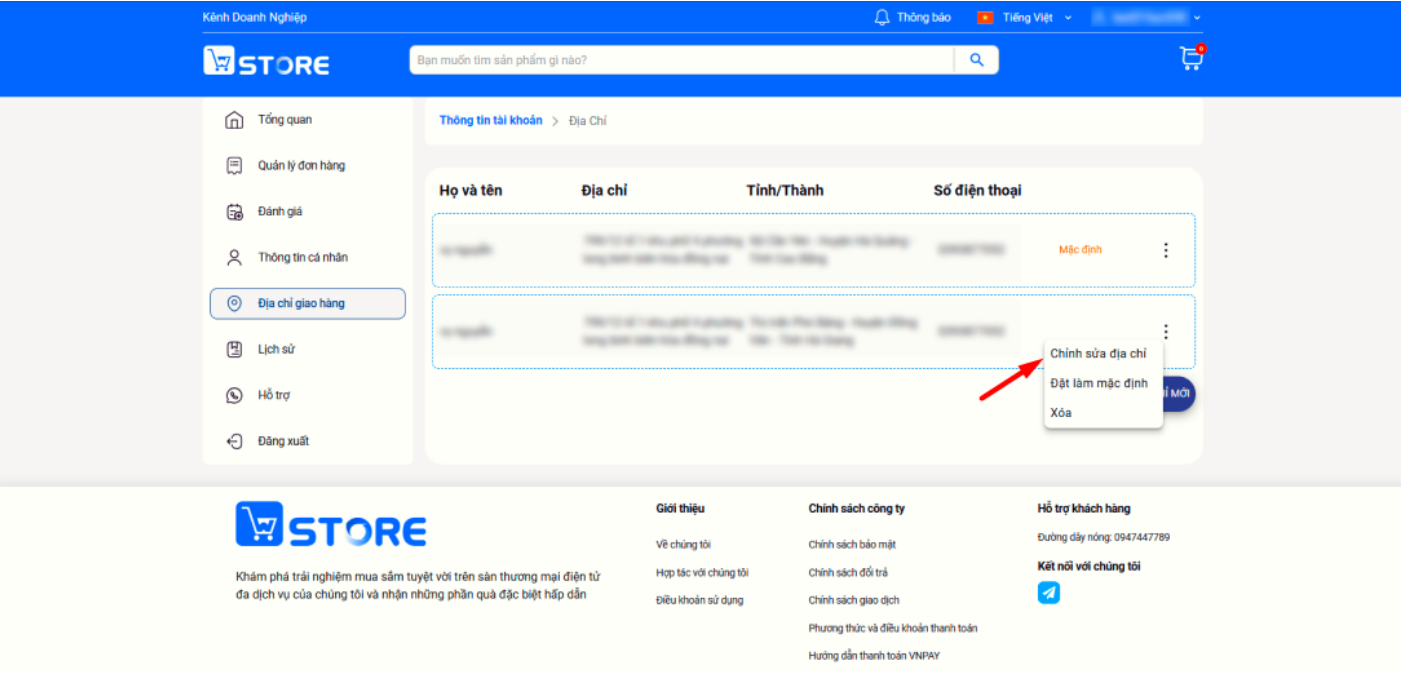 Kênh Doanh Nghiệp
Thông báo
Tiếng Việt
STORE
Bạn muốn tìm sản phẩm gì nào?
0
Tổng quan
Quản lý đơn hàng
Đánh giá
Thông tin cá nhân
Địa chỉ giao hàng
Lịch sử
Hỗ trợ
Đăng xuất
Thông tin tài khoản > Địa Chỉ
Họ và tên Địa chỉ Tỉnh/Thành Số điện thoại
Mặc định
Chỉnh sửa địa chỉ
Đặt làm mặc định
Xóa
MỚI
STORE
Khám phá trải nghiệm mua sắm tuyệt vời trên sàn thương mại điện tử
đa dịch vụ của chúng tôi và nhận những phần quà đặc biệt hấp dẫn
Giới thiệu
Về chúng tôi
Hợp tác với chúng tôi
Điều khoản sử dụng
Chính sách công ty
Chính sách bảo mật
Chính sách đổi trả
Chính sách giao dịch
Phương thức và điều khoản thanh toán
Hướng dẫn thanh toán VNPAY
Hỗ trợ khách hàng
Đường dây nóng: 0947447789
Kết nối với chúng tôi